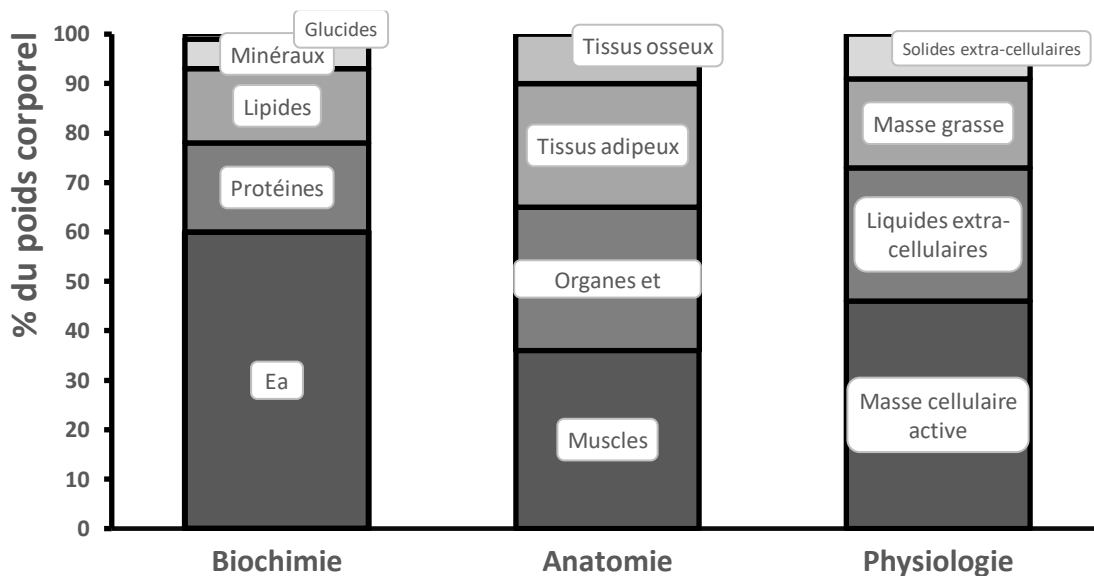 % du poids corporel
100
90
80
70
60
50
40
30
20
10
0
Glucides
Minéraux
Lipides
Protéines
Ea
Tissus osseux
Tissus adipeux
Organes et
Muscles
Solides extra-cellulaires
Masse grasse
Liquides extra-
cellulaires
Masse cellulaire
active
Biochimie
Anatomie
Physiologie